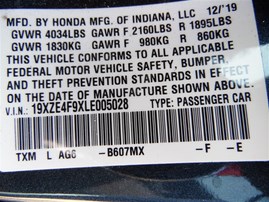 MFD. BY HONDA MFG. OF INDIANA, LLC 12/'19
GVWR 4034LBS GAWR F 2160LBS R 1895LBS
GVWR 1830KG GAWR F 980KG R 860KG
THIS VEHICLE CONFORMS TO ALL APPLICABLE
FEDERAL MOTOR VEHICLE SAFETY, BUMPER,
AND THEFT PREVENTION STANDARDS IN EFFECT
ON THE DATE OF MANUFACTURE SHOWN ABOVE.
V.I.N. 19XZE4F9XLE005028 TYPE: PASSENGER CAR
TXM L AG6 -B607MX -F -E